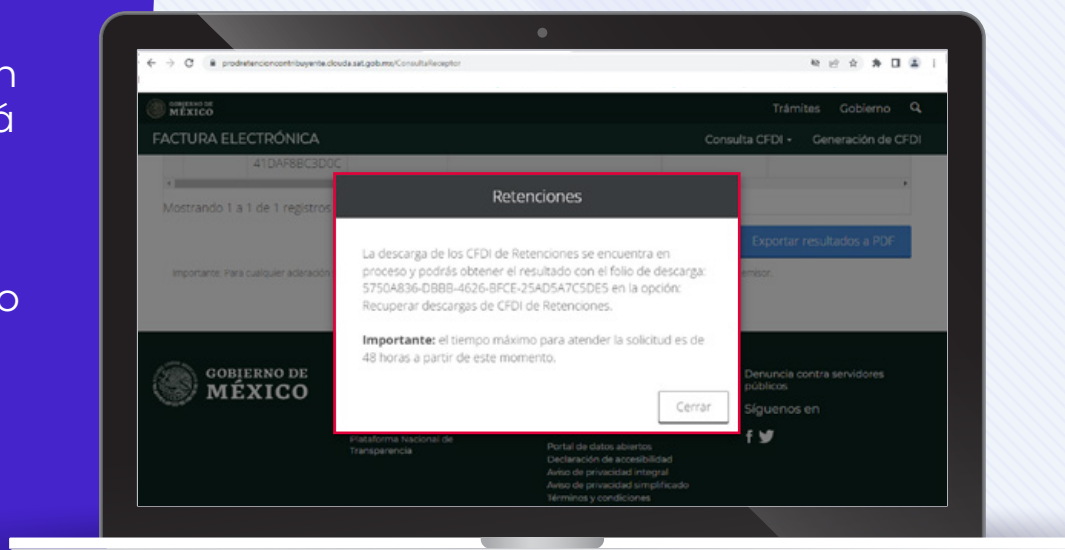 n
á
o
prodretencioncontribuyente.clouda.sat.gob.mx/ConsultaReceptor
GOBIERNO DE
MÉXICO
Trámites Gobierno
FACTURA ELECTRÓNICA
Consulta CFDI Generación de CFDI
41DAF8BC3D0C
Mostrando 1 a 1 de 1 registros
Exportar resultados a PDF
Importante: Para cualquier aclaración
emisor.
Retenciones
La descarga de los CFDI de Retenciones se encuentra en
proceso y podrás obtener el resultado con el folio de descarga:
5750A836-DBBB-4626-BFCE-25AD5A7C5DE5 en la opción:
Recuperar descargas de CFDI de Retenciones.
Importante: el tiempo máximo para atender la solicitud es de
48 horas a partir de este momento.
Cerrar
GOBIERNO DE
MÉXICO
Plataforma Nacional de
Transparencia
Portal de datos abiertos
Declaración de accesibilidad
Aviso de privacidad integral
Aviso de privacidad simplificado
Términos y condiciones
Denuncia contra servidores
públicos
Síguenos en